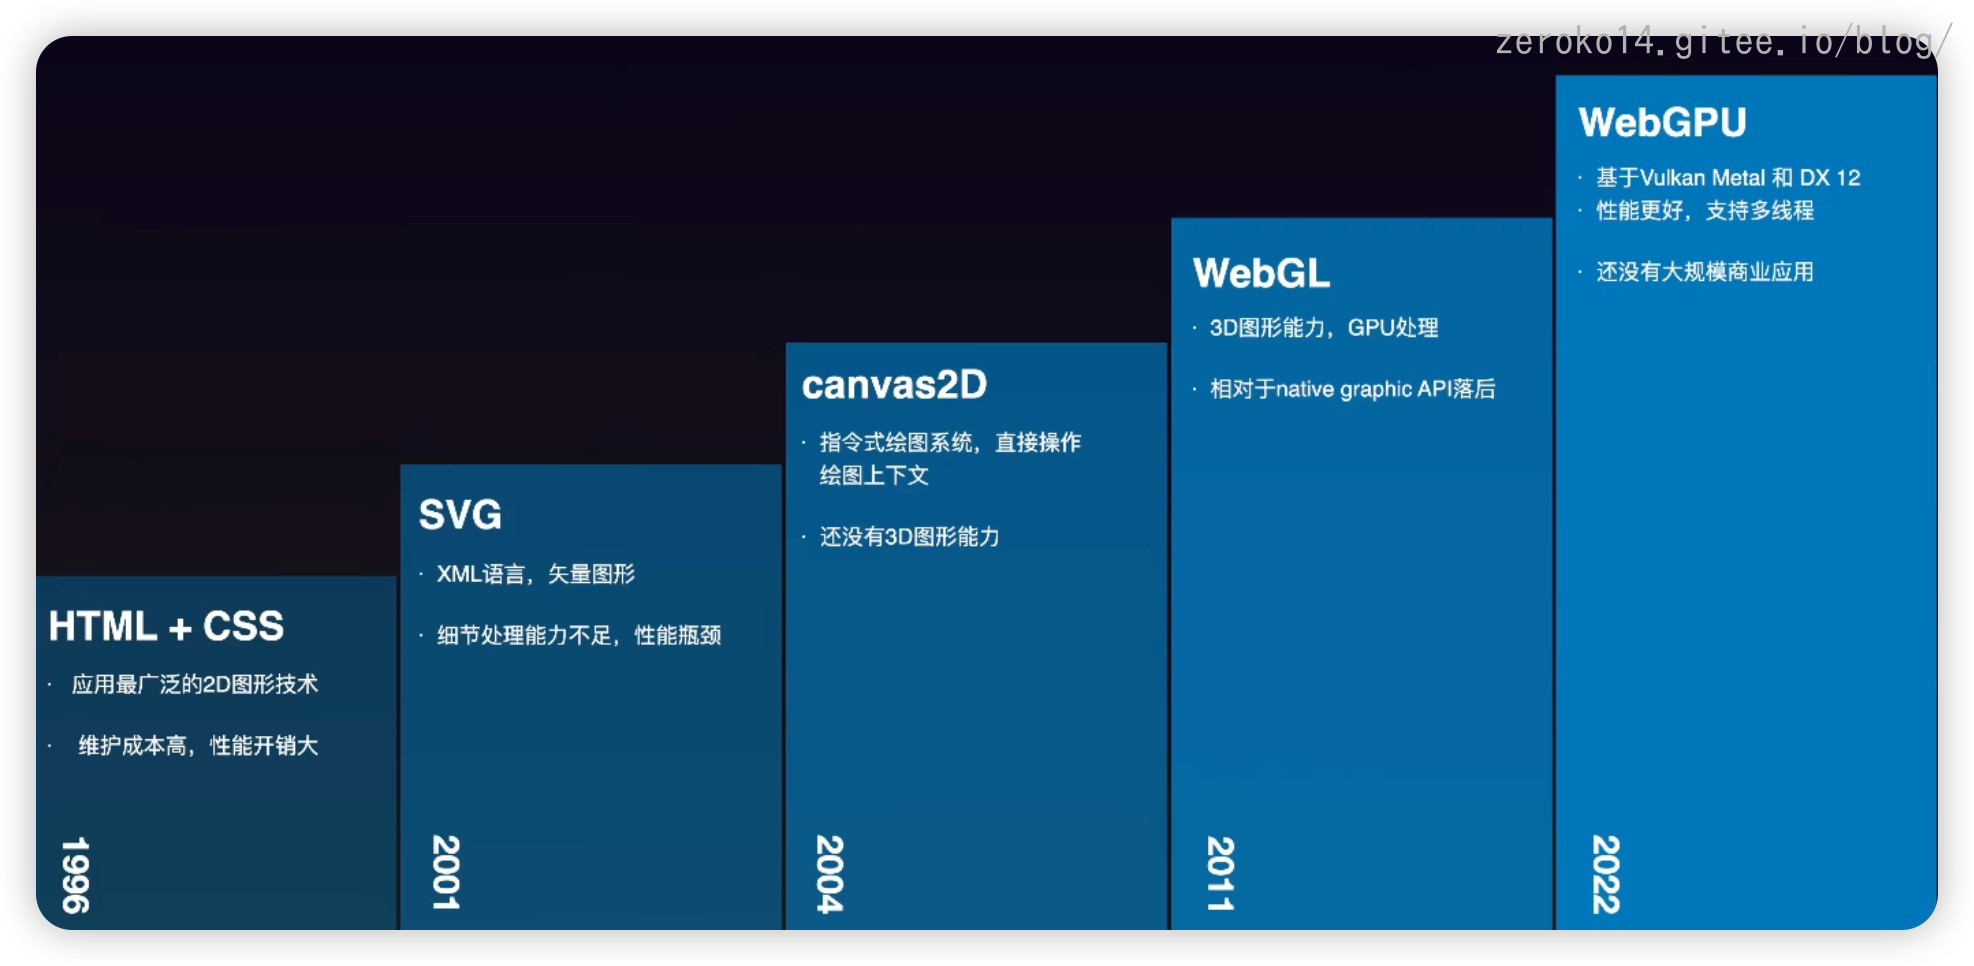 zeroko14.gitee.io/blog/
HTML + CSS
· 应用最广泛的2D图形技术
· 维护成本高，性能开销大
1996
SVG
· XML语言，矢量图形
· 细节处理能力不足，性能瓶颈
2001
canvas2D
· 指令式绘图系统，直接操作
绘图上下文
· 还没有3D图形能力
2004
WebGL
· 3D图形能力，GPU处理
· 相对于native graphic API落后
2011
WebGPU
· 基于Vulkan Metal 和 DX 12
· 性能更好，支持多线程
· 还没有大规模商业应用
2022